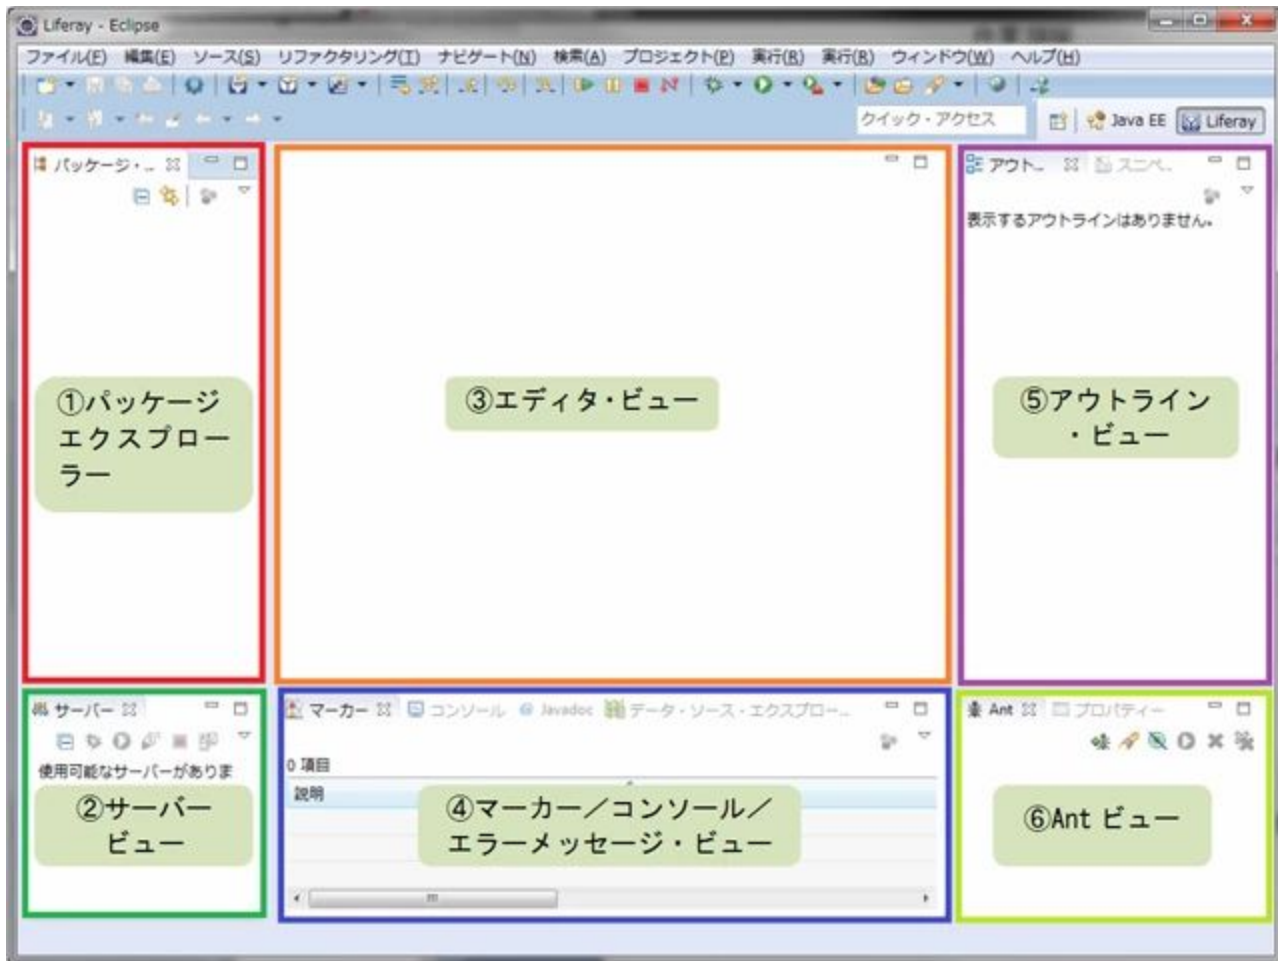 Liferay - Eclipse
ファイル(F) 編集(E) ソース(S) リファクタリング(T) ナビゲート(N) 検索(A) プロジェクト(P) 実行(R) 実行(R) ウィンドウ(W) ヘルプ(H)
クイック・アクセス
Java EE
Liferay
パッケージ・...
①パッケージ
エクスプロー
ラー
③エディタ・ビュー
アウト...
スニペ...
表示するアウトラインはありません。
⑤アウトライン
・ビュー
サーバー
使用可能なサーバーがありま
②サーバー
ビュー
マーカー コンソール Javadoc データ・ソース・エクスプロー...
0 項目
説明
④マーカー／コンソール／
エラーメッセージ・ビュー
Ant プロパティー
⑥Ant ビュー